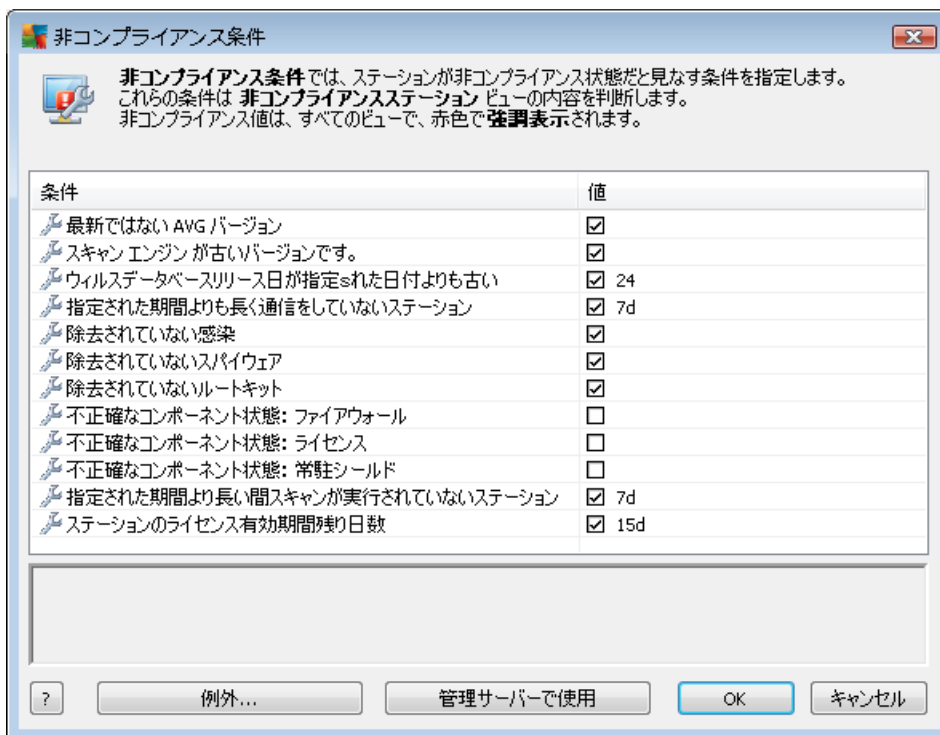 非コンプライアンス条件
非コンプライアンス条件では、ステーションが非コンプライアンス状態だと見なす条件を指定します。
これらの条件は 非コンプライアンスステーション ビューの内容を判断します。
非コンプライアンス値は、すべてのビューで、赤色で強調表示されます。
条件 値
最新ではない AVG バージョン
スキャン エンジン が古いバージョンです。
ウィルスデータベースリリース日が指定sれた日付よりも古い 24
指定された期間よりも長く通信をしていないステーション 7d
除去されていない感染
除去されていないスパイウェア
除去されていないルートキット
不正確なコンポーネント状態: ファイアウォール
不正確なコンポーネント状態: ライセンス
不正確なコンポーネント状態: 常駐シールド
指定された期間より長い間スキャンが実行されていないステーション 7d
ステーションのライセンス有効期間残り日数 15d
? 例外... 管理サーバーで使用 OK キャンセル